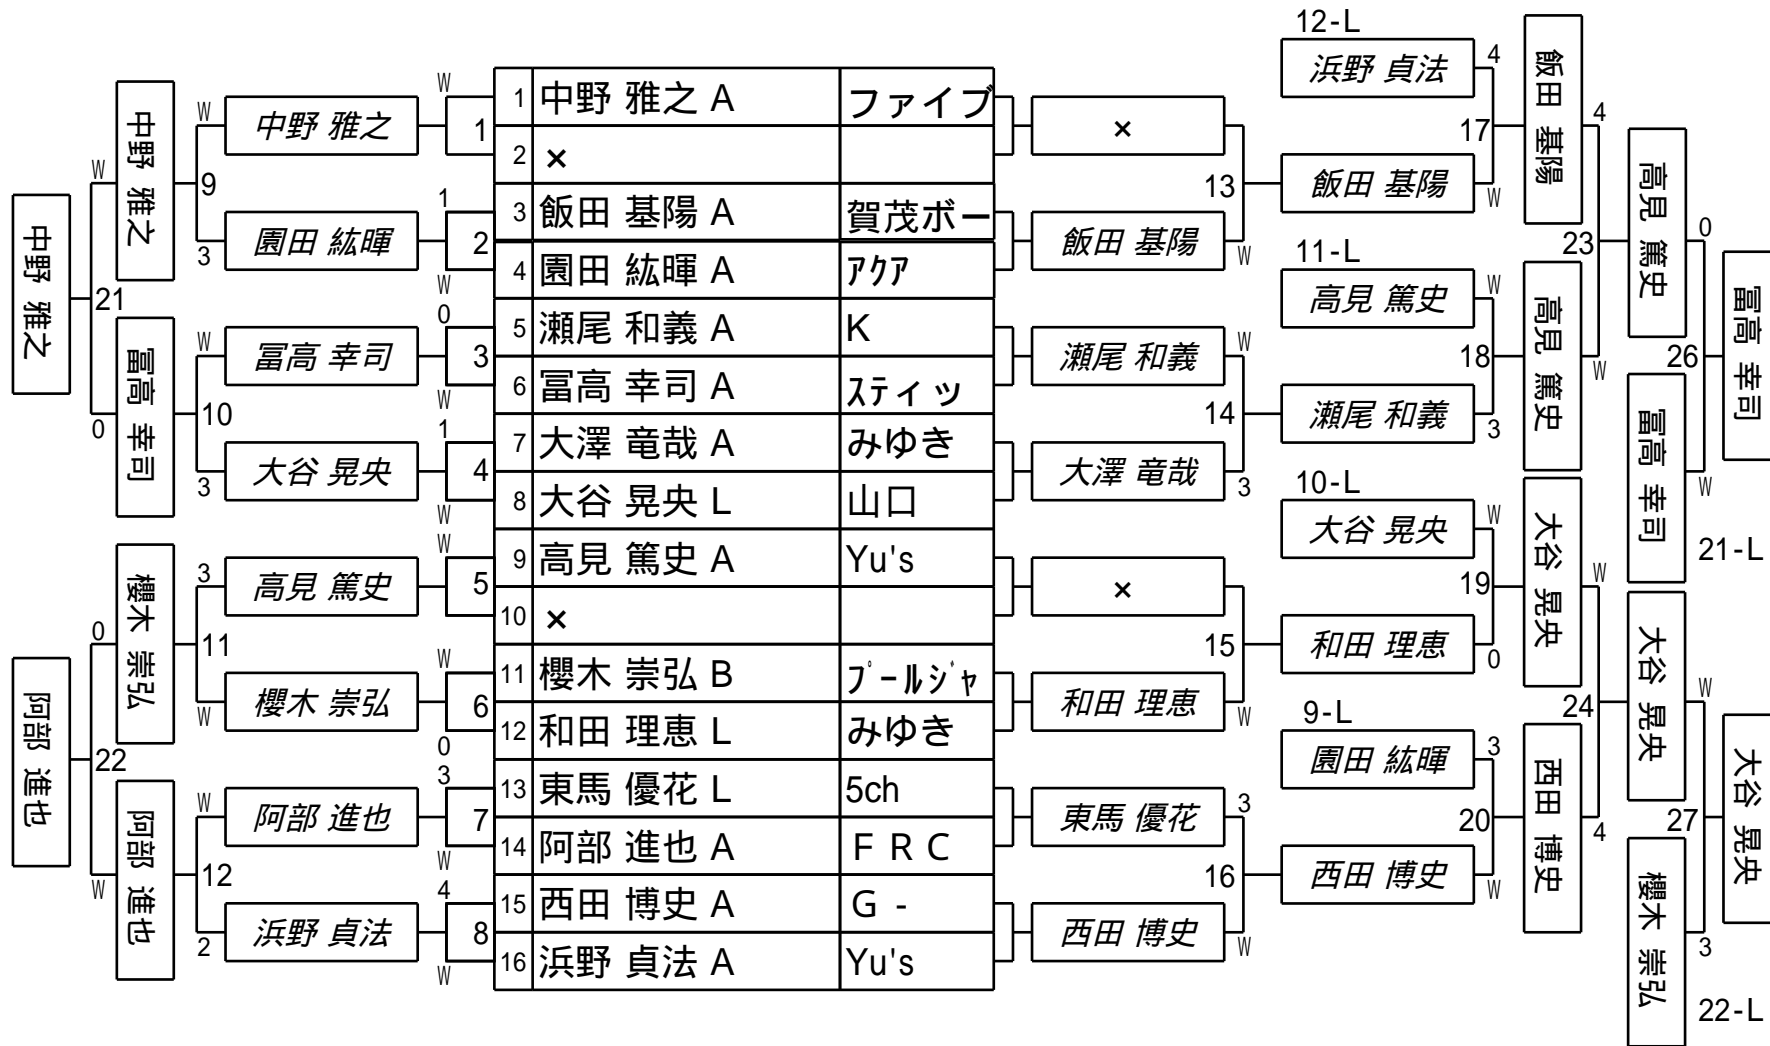 中野 雅之
阿部 進也
W
21
0
0
22
W
中野 雅之
冨高 幸司
櫻木 崇弘
阿部 進也
W
9
3
W
10
3
3
11
W
W
12
2
中野 雅之
園田 紘暉
冨高 幸司
大谷 晃央
高見 篤史
櫻木 崇弘
阿部 進也
浜野 貞法
W
1
1
2
W
0
3
W
1
4
W
W
5
W
6
0
3
7
W
4
8
W
1 中野 雅之 A ファイブ
2 ×
3 飯田 基陽 A 賀茂ボー
4 園田 紘暉 A ｱｸｱ
5 瀬尾 和義 A K
6 冨高 幸司 A ｽティッ
7 大澤 竜哉 A みゆき
8 大谷 晃央 L 山口
9 高見 篤史 A Yu's
10 ×
11 櫻木 崇弘 B ﾌﾟｰﾙｼﾞｬ
12 和田 理恵 L みゆき
13 東馬 優花 L 5ch
14 阿部 進也 A ＦＲＣ
15 西田 博史 A G -
16 浜野 貞法 A Yu's
×
飯田 基陽
瀬尾 和義
大澤 竜哉
×
和田 理恵
東馬 優花
西田 博史
13
W
W
14
3
15
W
3
16
W
12-L
浜野 貞法
飯田 基陽
11-L
高見 篤史
瀬尾 和義
10-L
大谷 晃央
和田 理恵
9-L
園田 紘暉
西田 博史
4
17
W
W
18
3
W
19
0
3
20
W
飯田 基陽
高見 篤史
大谷 晃央
西田 博史
4
23
W
W
24
4
高見 篤史
冨高 幸司
21-L
大谷 晃央
櫻木 崇弘
22-L
0
26
W
W
27
3
冨高 幸司
大谷 晃央